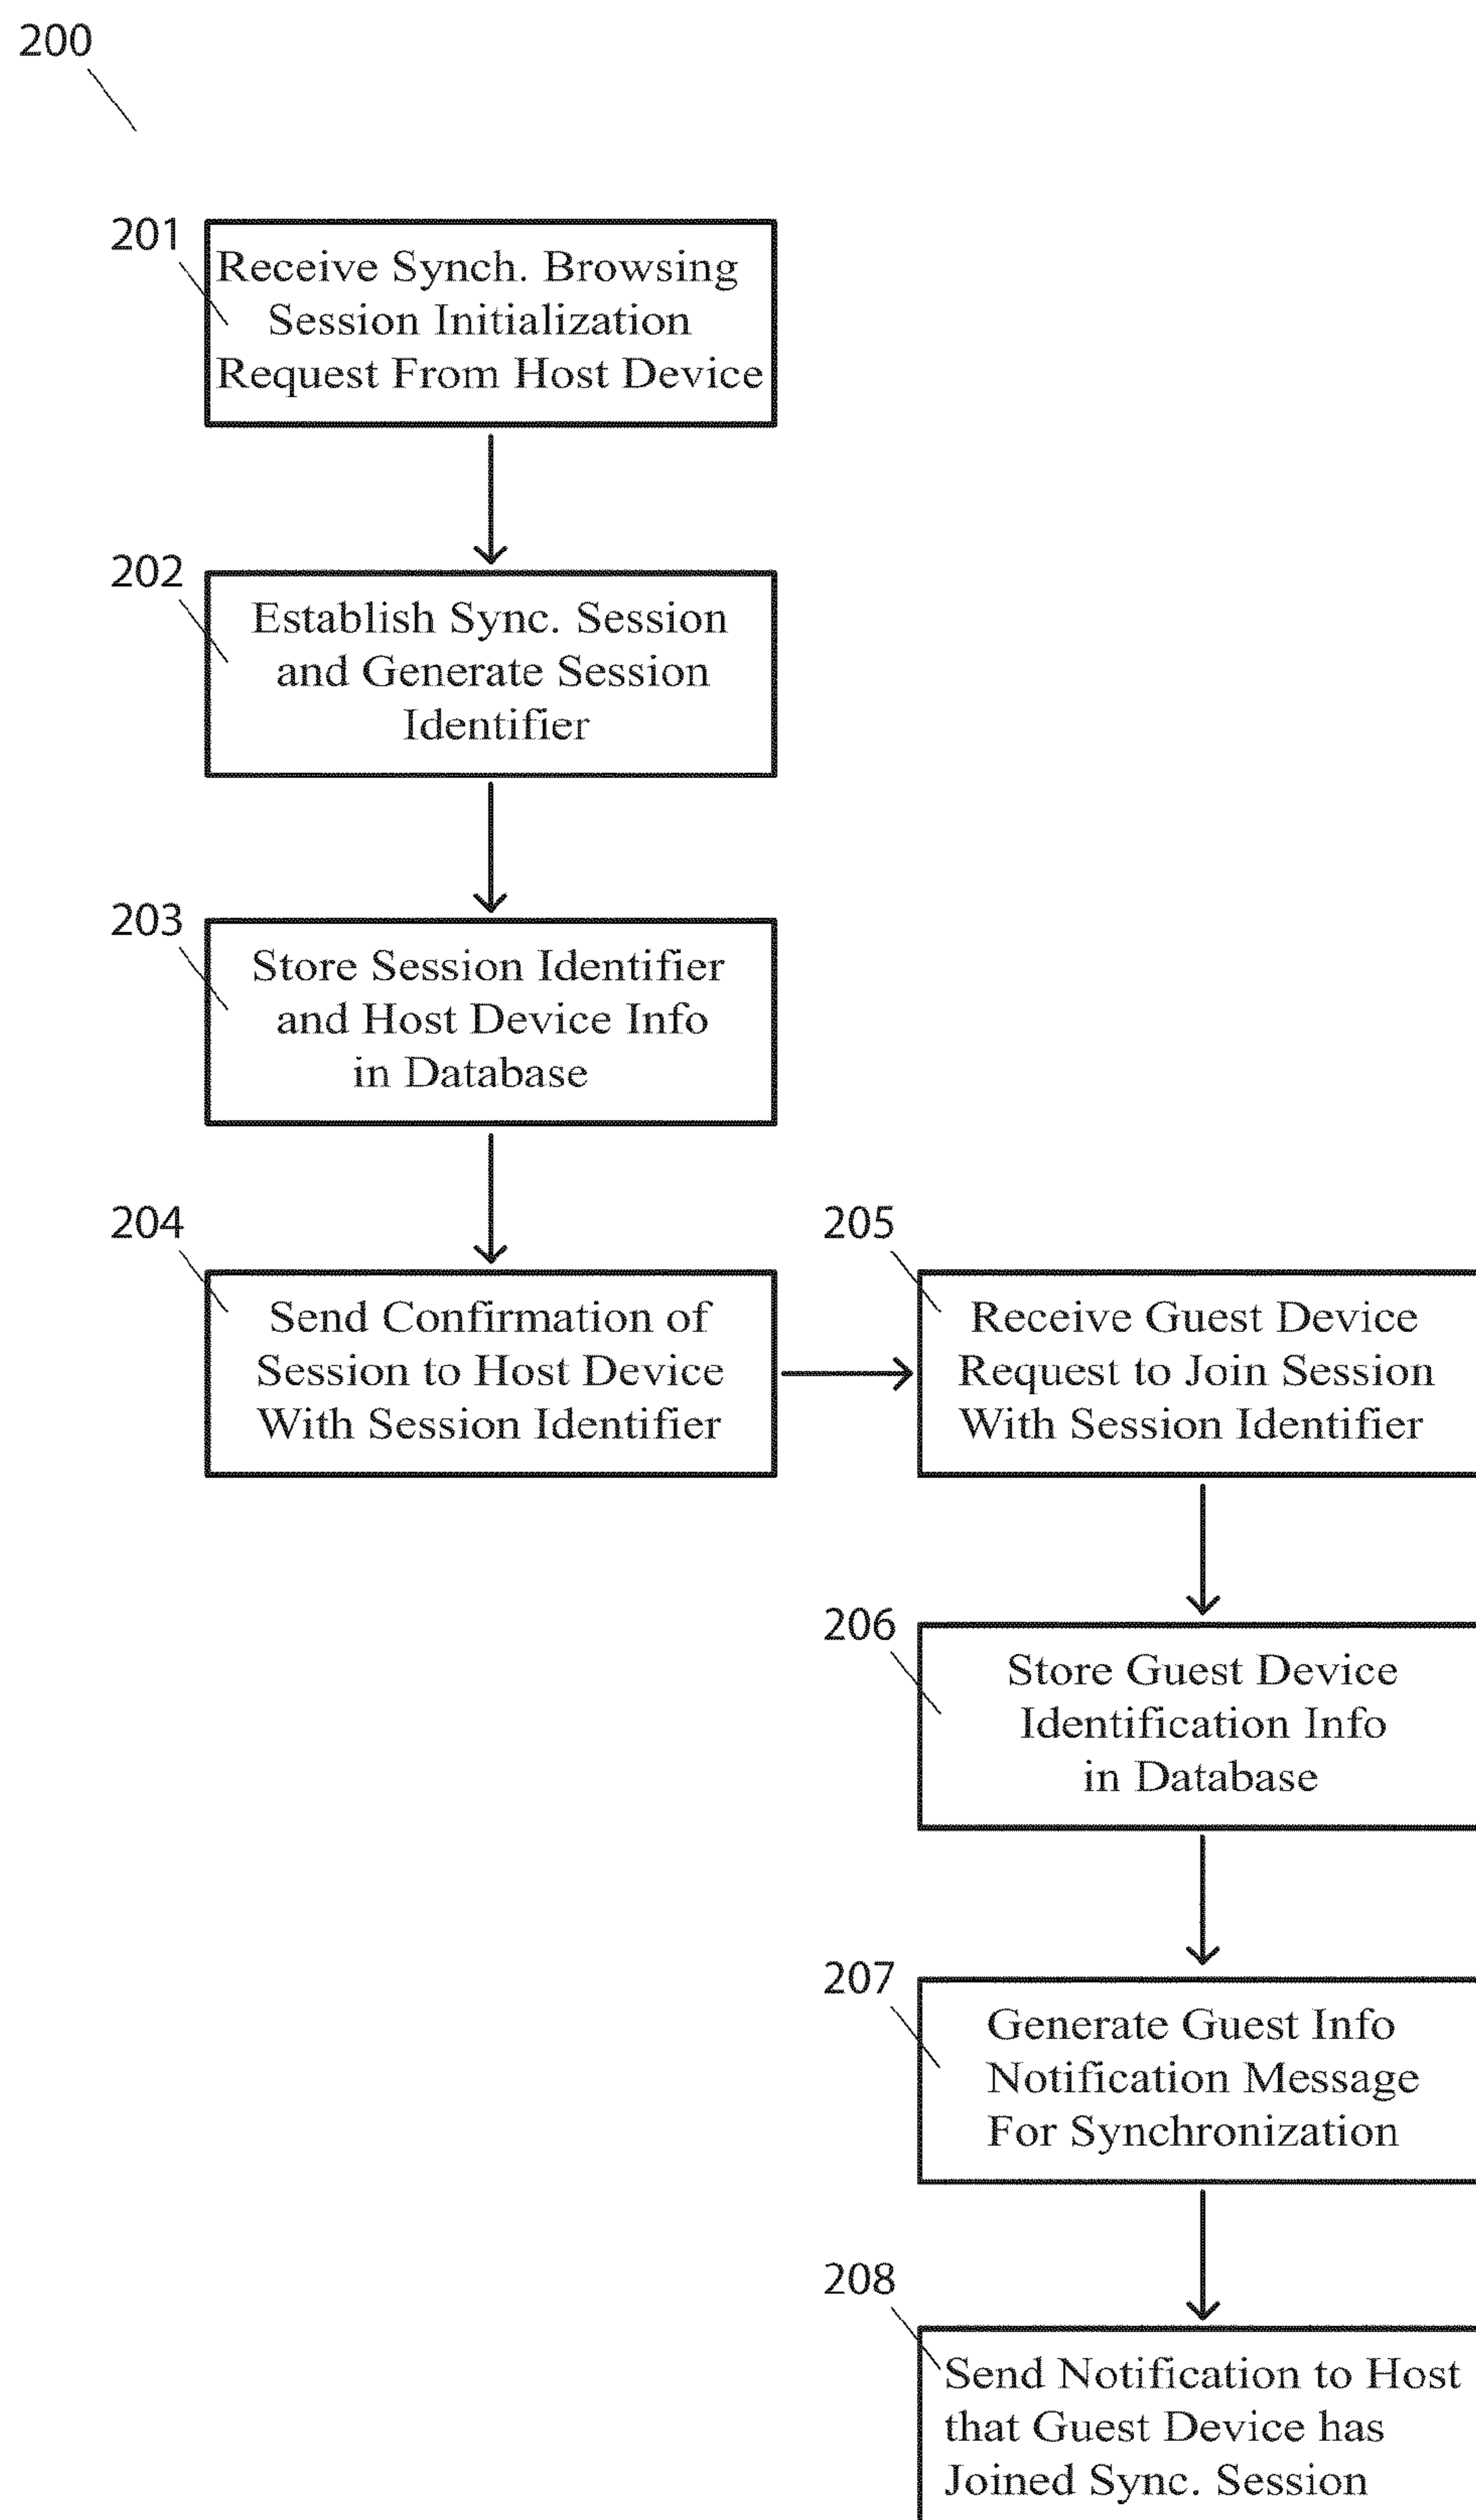 200
201
Receive Synch. Browsing
Session Initialization
Request From Host Device
202
Establish Sync. Session
and Generate Session
Identifier
203
Store Session Identifier
and Host Device Info
in Database
204
Send Confirmation of
Session to Host Device
With Session Identifier
205
Receive Guest Device
Request to Join Session
With Session Identifier
206
Store Guest Device
Identification Info
in Database
207
Generate Guest Info
Notification Message
For Synchronization
208
Send Notification to Host
that Guest Device has
Joined Sync. Session